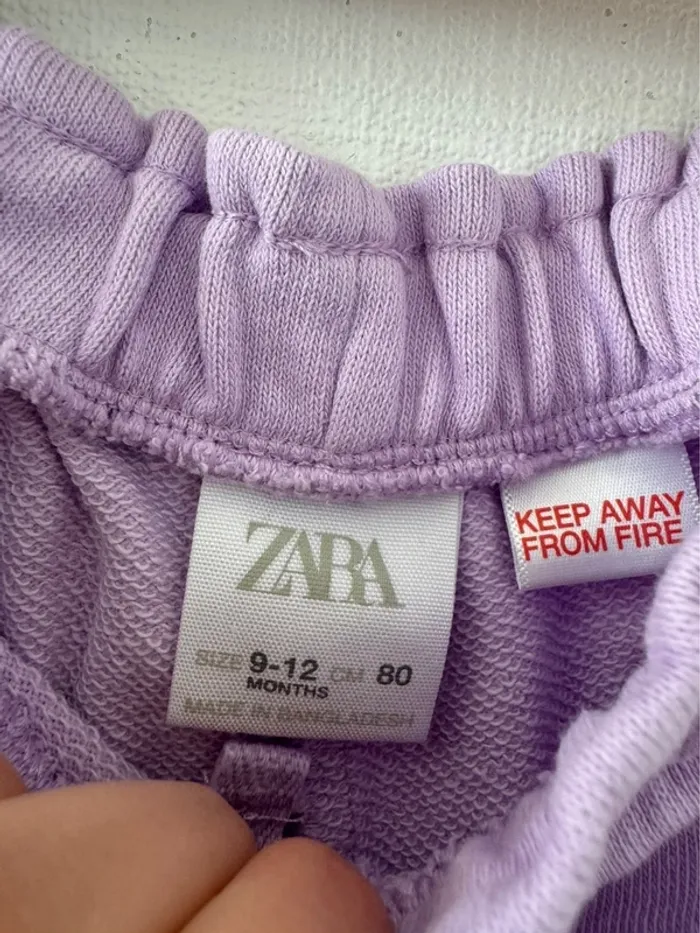 ZARA
SIZE 9-12 CM 80
MONTHS
MADE IN BANGLADESH
KEEP AWAY
FROM FIRE